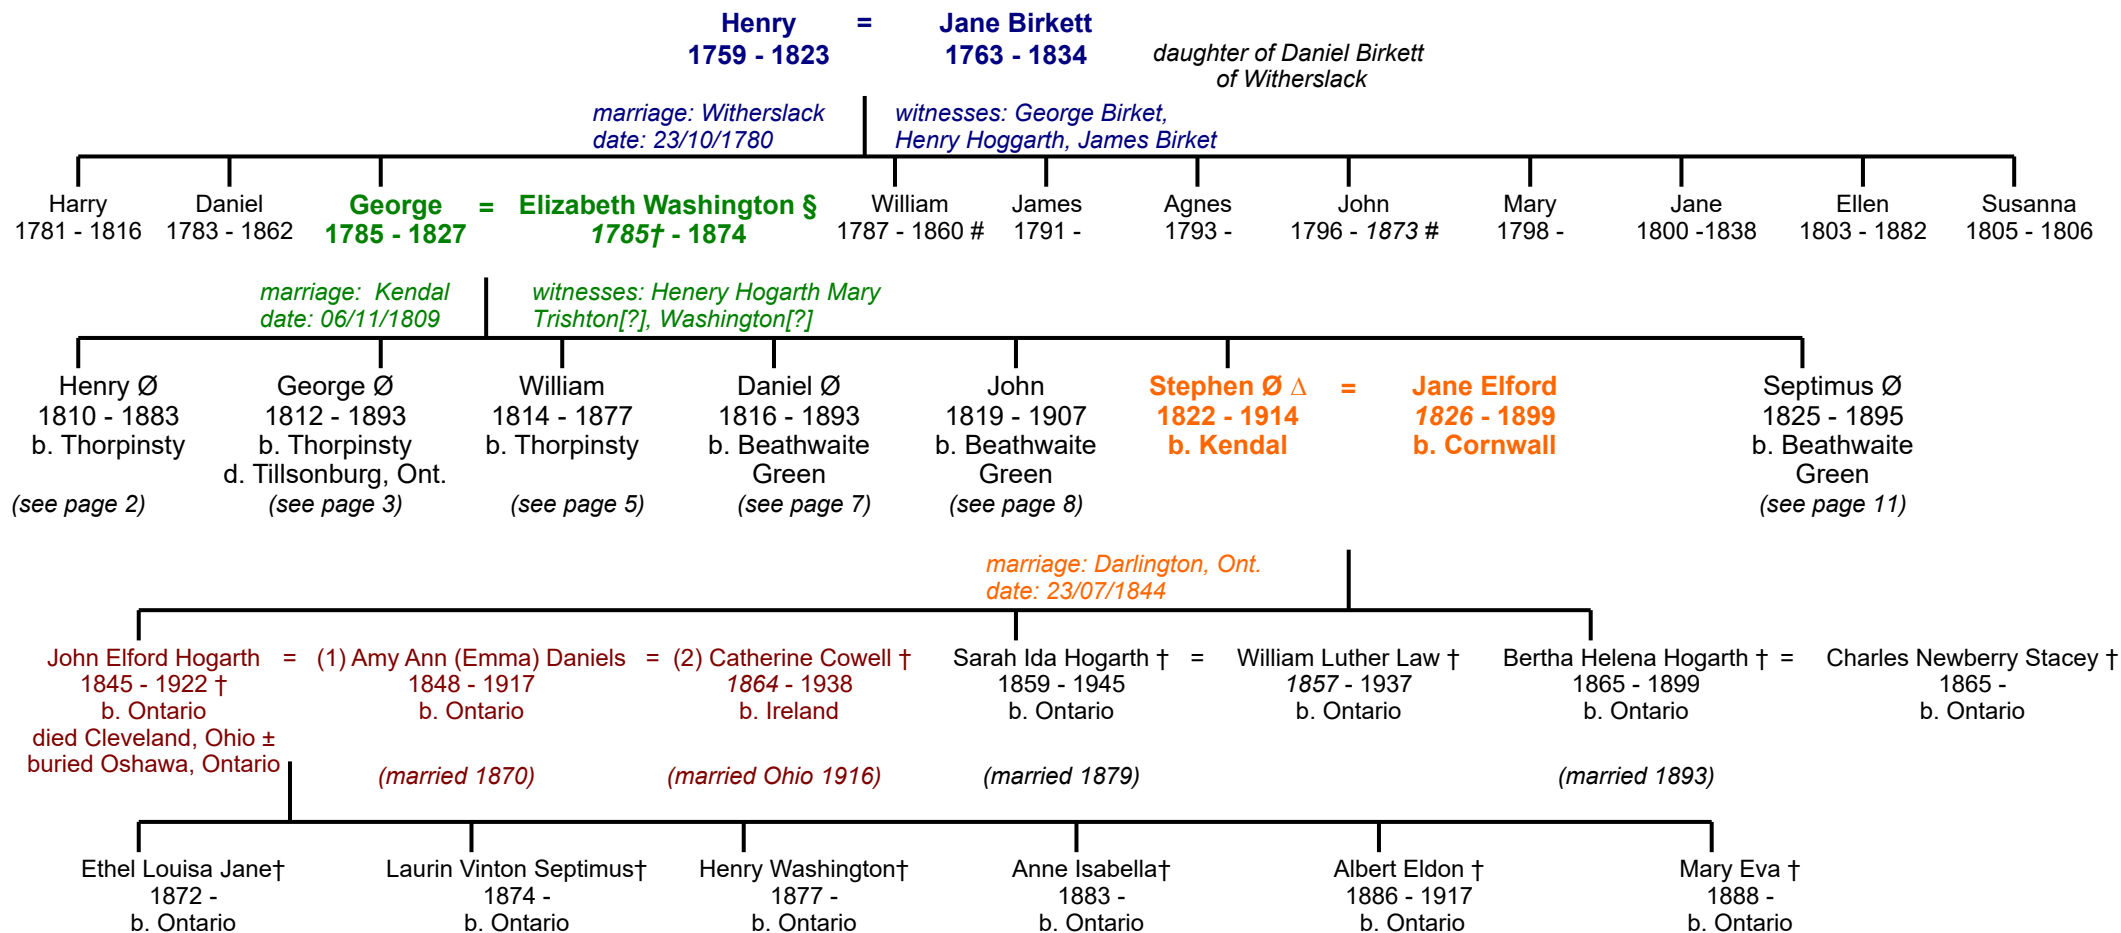 Henry = Jane Birkett
1759 - 1823 1763 - 1834
daughter of Daniel Birkett
of Witherslack
marriage: Witherslack
date: 23/10/1780
witnesses: George Birket,
Henry Hoggarth, James Birket
Harry
1781 - 1816
Daniel
1783 - 1862
George = Elizabeth Washington §
1785 - 1827 1785† - 1874
William
1787 - 1860 #
James
1791 -
Agnes
1793 -
John
1796 - 1873 #
Mary
1798 -
Jane
1800 -1838
Ellen
1803 - 1882
Susanna
1805 - 1806
marriage: Kendal
date: 06/11/1809
witnesses: Henery Hogarth Mary
Trishton[?], Washington[?]
Henry Ø
1810 - 1883
b. Thorpinsty
(see page 2)
George Ø
1812 - 1893
b. Thorpinsty
d. Tillsonburg, Ont.
(see page 3)
William
1814 - 1877
b. Thorpinsty
(see page 5)
Daniel Ø
1816 - 1893
b. Beathwaite
Green
(see page 7)
John
1819 - 1907
b. Beathwaite
Green
(see page 8)
Stephen Ø Δ = Jane Elford
1822 - 1914 1826 - 1899
b. Kendal b. Cornwall
Septimus Ø
1825 - 1895
b. Beathwaite
Green
(see page 11)
marriage: Darlington, Ont.
date: 23/07/1844
John Elford Hogarth = (1) Amy Ann (Emma) Daniels = (2) Catherine Cowell †
1845 - 1922 † 1848 - 1917 1864 - 1938
b. Ontario b. Ontario b. Ireland
died Cleveland, Ohio ±
buried Oshawa, Ontario
(married 1870) (married Ohio 1916)
Sarah Ida Hogarth † = William Luther Law †
1859 - 1945 1857 - 1937
b. Ontario b. Ontario
(married 1879)
Bertha Helena Hogarth † = Charles Newberry Stacey †
1865 - 1899 1865 -
b. Ontario b. Ontario
(married 1893)
Ethel Louisa Jane†
1872 -
b. Ontario
Laurin Vinton Septimus†
1874 -
b. Ontario
Henry Washington†
1877 -
b. Ontario
Anne Isabella†
1883 -
b. Ontario
Albert Eldon †
1886 - 1917
b. Ontario
Mary Eva †
1888 -
b. Ontario